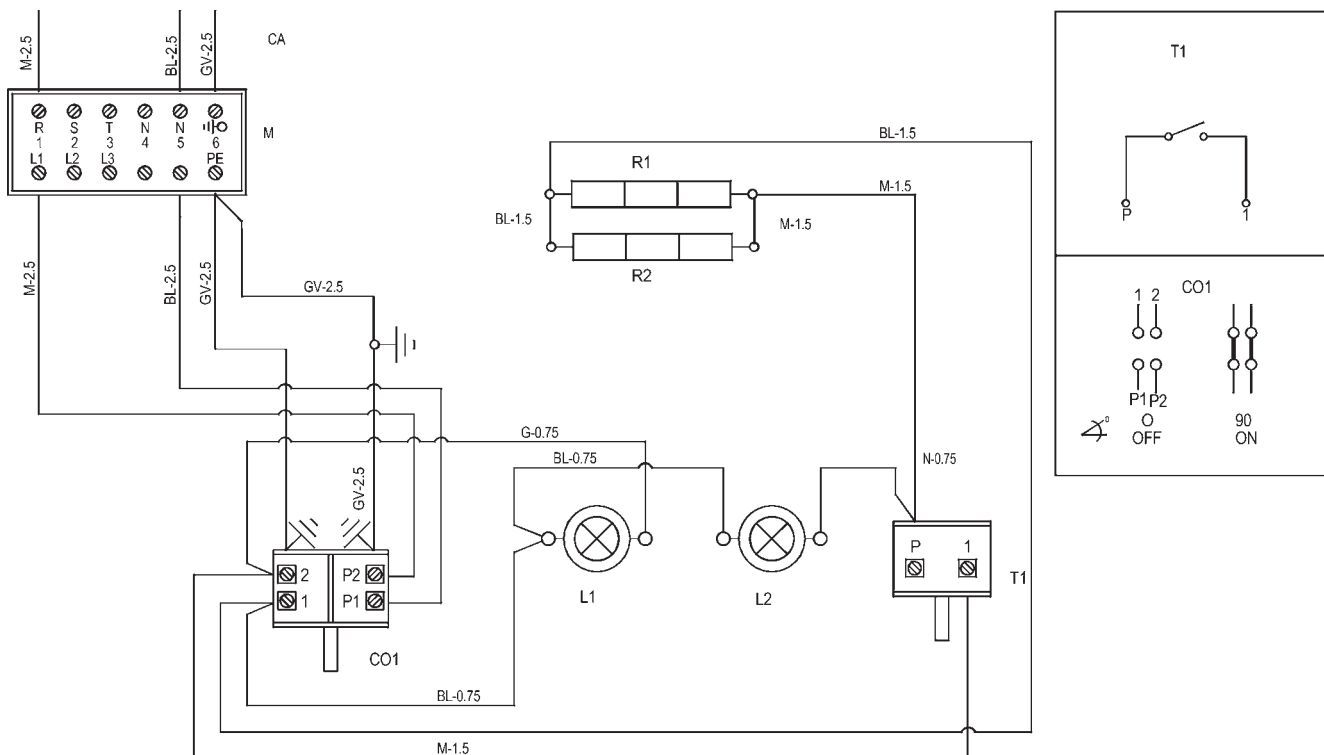 CA
M-2.5
BL-2.5
GV-2.5
R S T N N
1 2 3 4 5 6
L1 L2 L3 PE
M
M-2.5
BL-2.5
GV-2.5
GV-2.5
BL-1.5
R1
M-1.5
BL-1.5
M-1.5
R2
G-0.75
BL-0.75
GV-2.5
N-0.75
2 P2
1 P1
CO1
L1
L2
P 1
T1
BL-0.75
M-1.5
T1
P 1
CO1
1 2
P1 P2
O 90
OFF ON